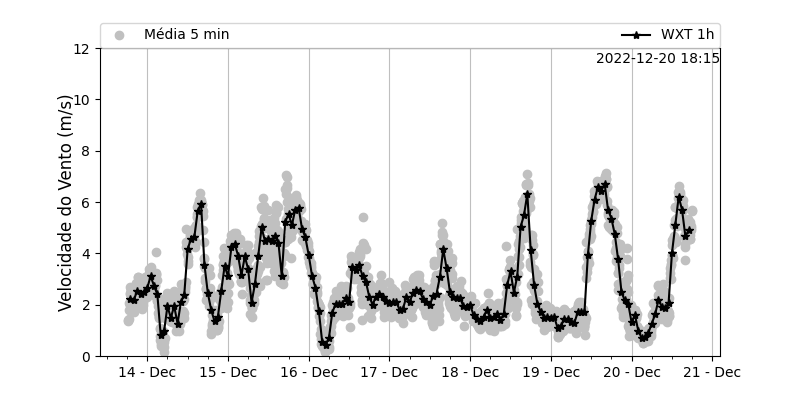 Média 5 min
WXT 1h
2022-12-20 18:15
Velocidade do Vento (m/s)
12
10
8
6
4
2
0
14 - Dec
15 - Dec
16 - Dec
17 - Dec
18 - Dec
19 - Dec
20 - Dec
21 - Dec